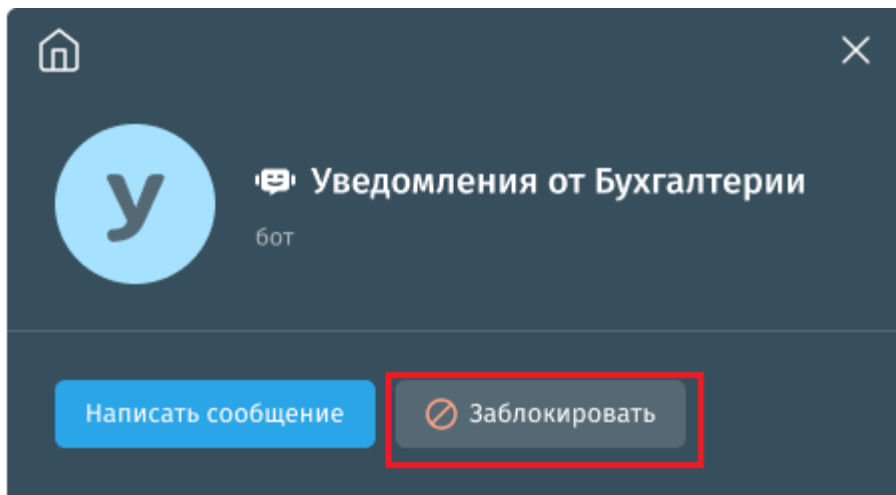 У
Уведомления от Бухгалтерии
бот
Написать сообщение
Заблокировать